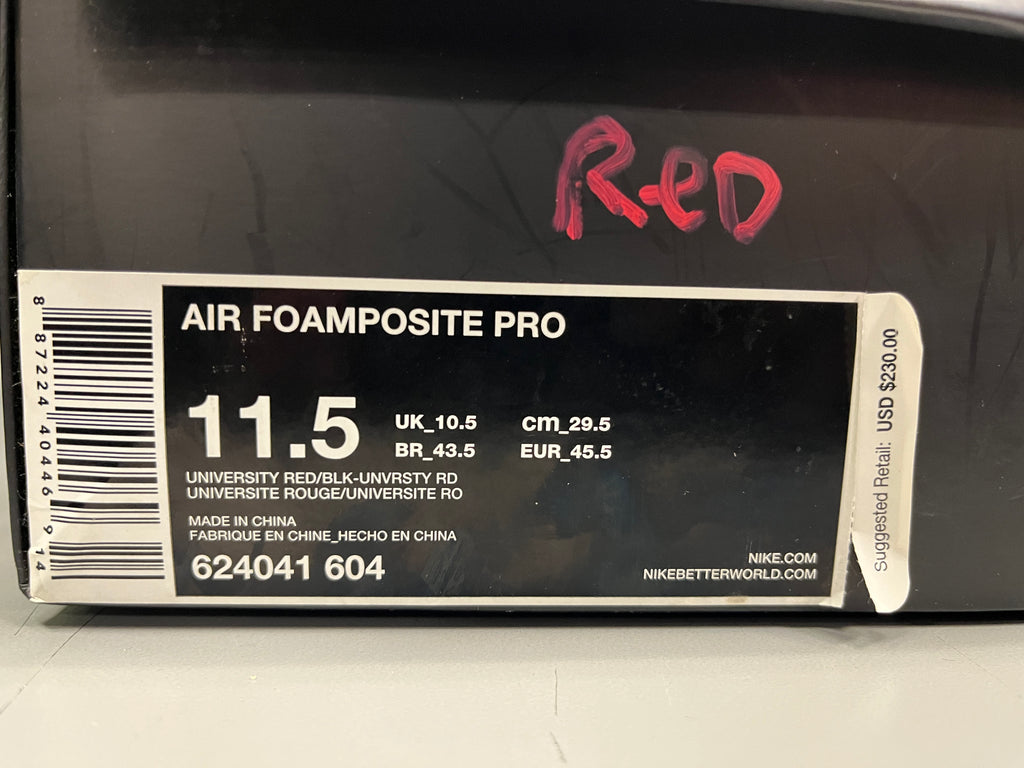 ReD
AIR FOAMPOSITE PRO
11.5
UK_10.5 cm_29.5
BR_43.5 EUR_45.5
UNIVERSITY RED/BLK-UNVRSTY RD
UNIVERSITE ROUGE/UNIVERSITE RO
MADE IN CHINA
FABRIQUE EN CHINE_HECHO EN CHINA
624041 604
NIKE.COM
NIKEBETTERWORLD.COM
8 87224 40446 9 14
Suggested Retail: USD $230.00